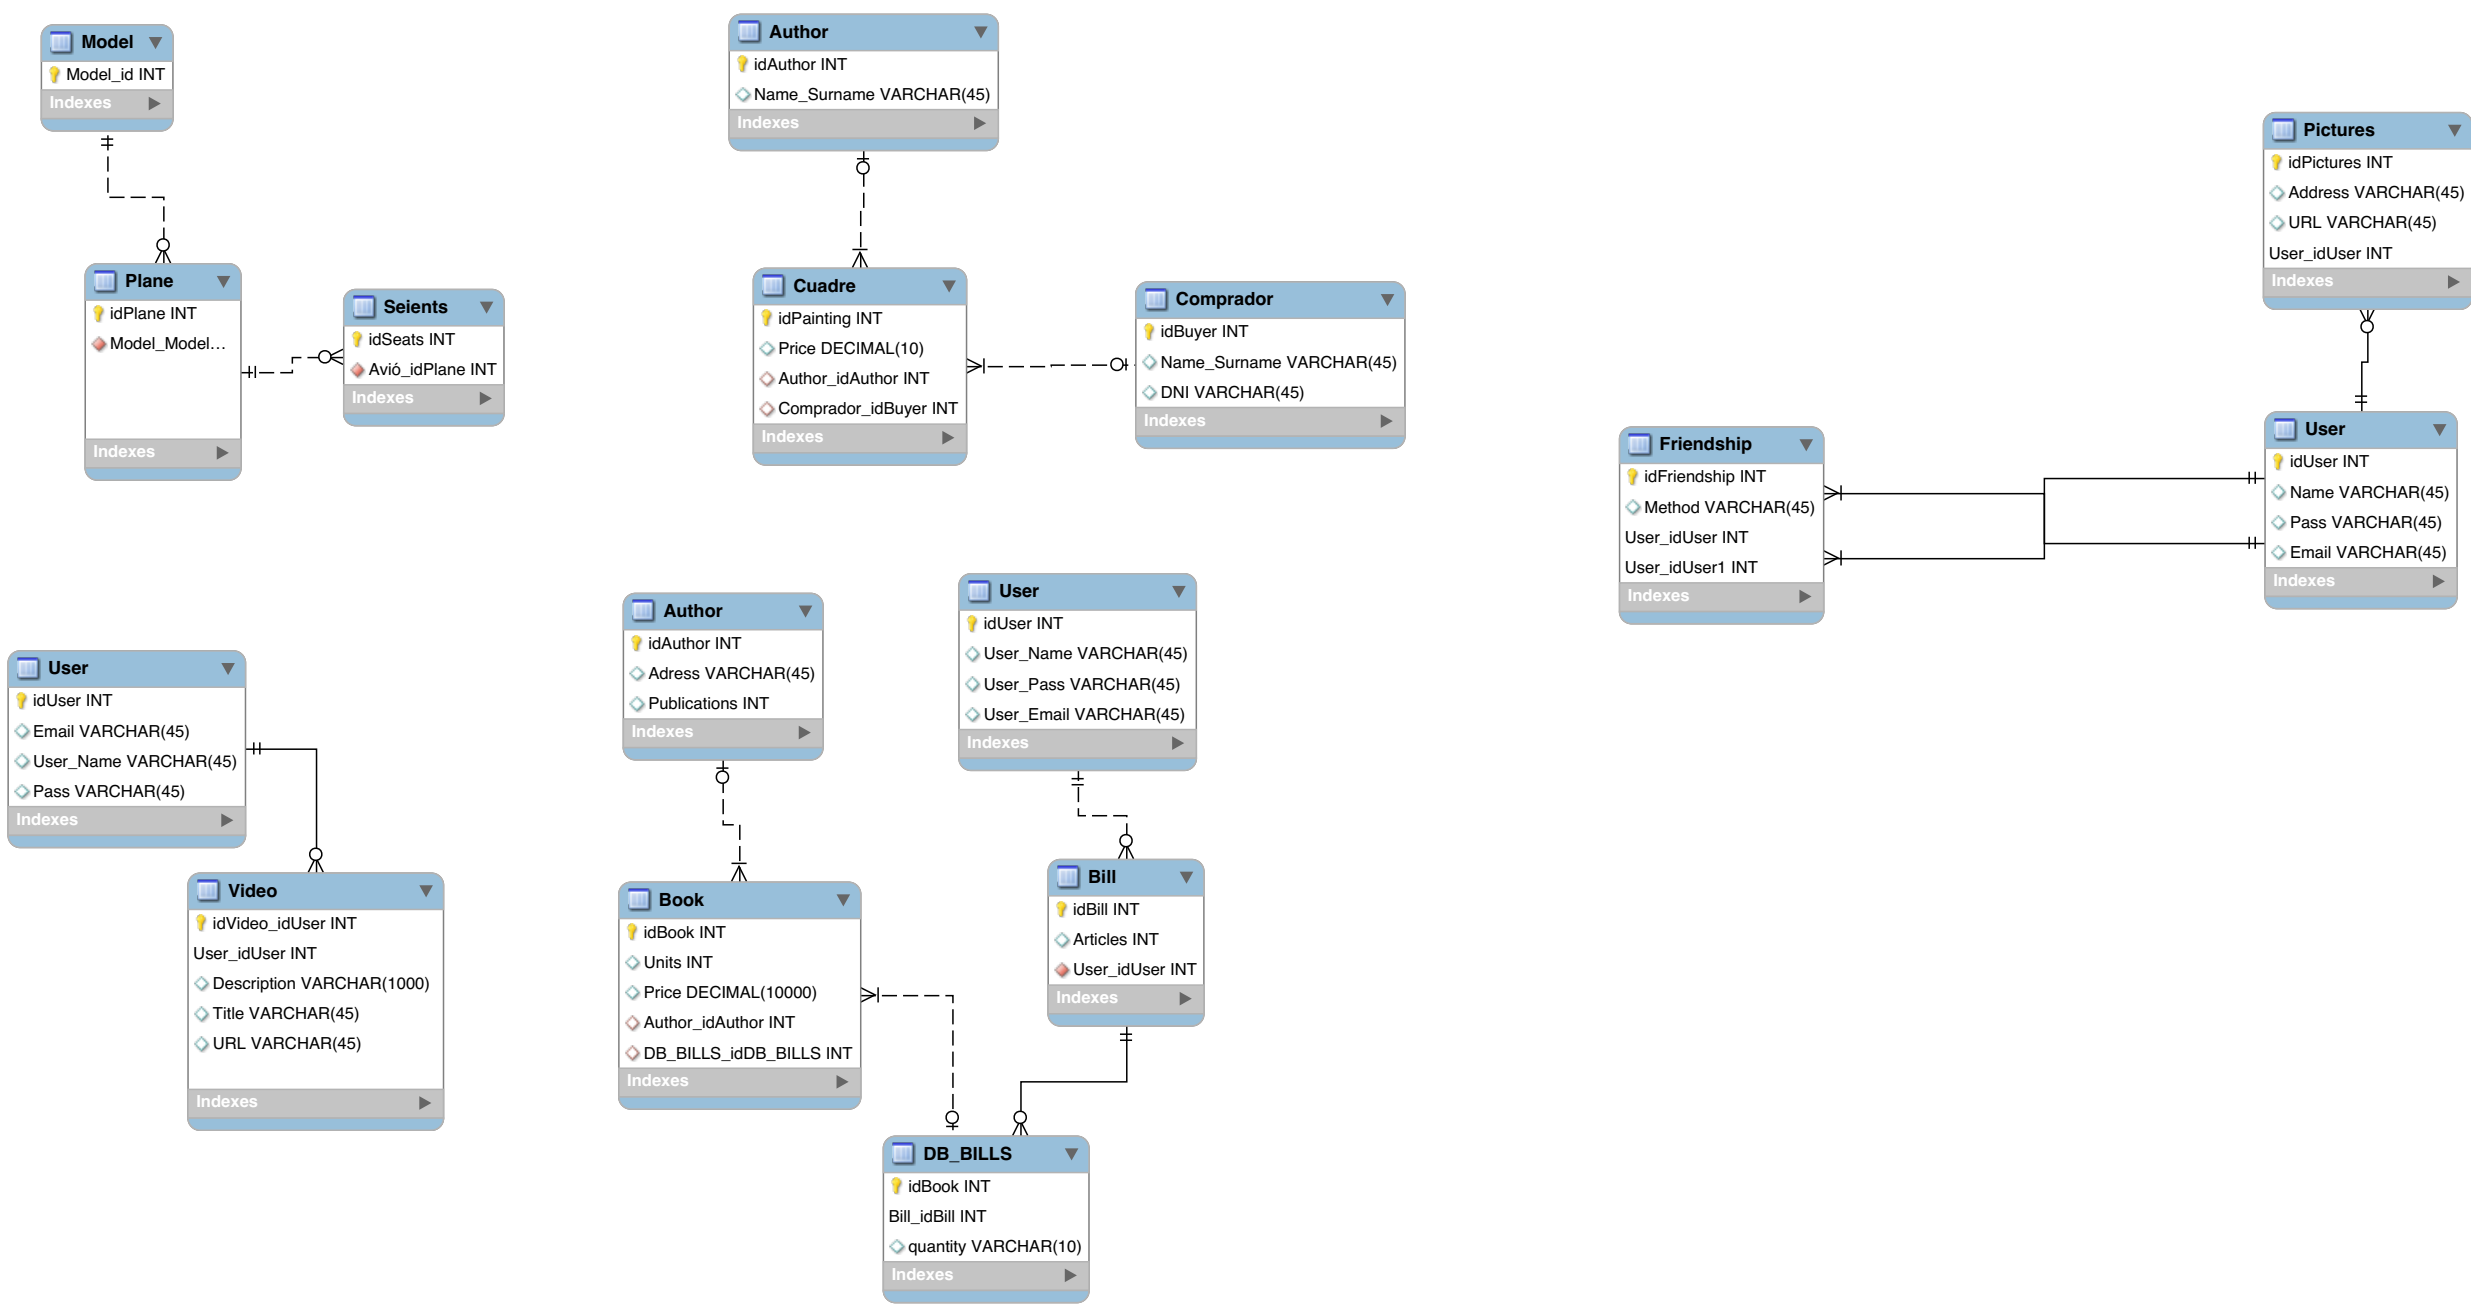 Model
Model_id INT
Indexes
Plane
idPlane INT
Model_Model...
Indexes
Seients
idSeats INT
Avió_idPlane INT
Indexes
Author
idAuthor INT
Name_Surname VARCHAR(45)
Indexes
Cuadre
idPainting INT
Price DECIMAL(10)
Author_idAuthor INT
Comprador_idBuyer INT
Indexes
Comprador
idBuyer INT
Name_Surname VARCHAR(45)
DNI VARCHAR(45)
Indexes
Pictures
idPictures INT
Address VARCHAR(45)
URL VARCHAR(45)
User_idUser INT
Indexes
Friendship
idFriendship INT
Method VARCHAR(45)
User_idUser INT
User_idUser1 INT
Indexes
User
idUser INT
Name VARCHAR(45)
Pass VARCHAR(45)
Email VARCHAR(45)
Indexes
User
idUser INT
Email VARCHAR(45)
User_Name VARCHAR(45)
Pass VARCHAR(45)
Indexes
Video
idVideo_idUser INT
User_idUser INT
Description VARCHAR(1000)
Title VARCHAR(45)
URL VARCHAR(45)
Indexes
Author
idAuthor INT
Adress VARCHAR(45)
Publications INT
Indexes
User
idUser INT
User_Name VARCHAR(45)
User_Pass VARCHAR(45)
User_Email VARCHAR(45)
Indexes
Book
idBook INT
Units INT
Price DECIMAL(10000)
Author_idAuthor INT
DB_BILLS_idDB_BILLS INT
Indexes
Bill
idBill INT
Articles INT
User_idUser INT
Indexes
DB_BILLS
idBook INT
Bill_idBill INT
quantity VARCHAR(10)
Indexes